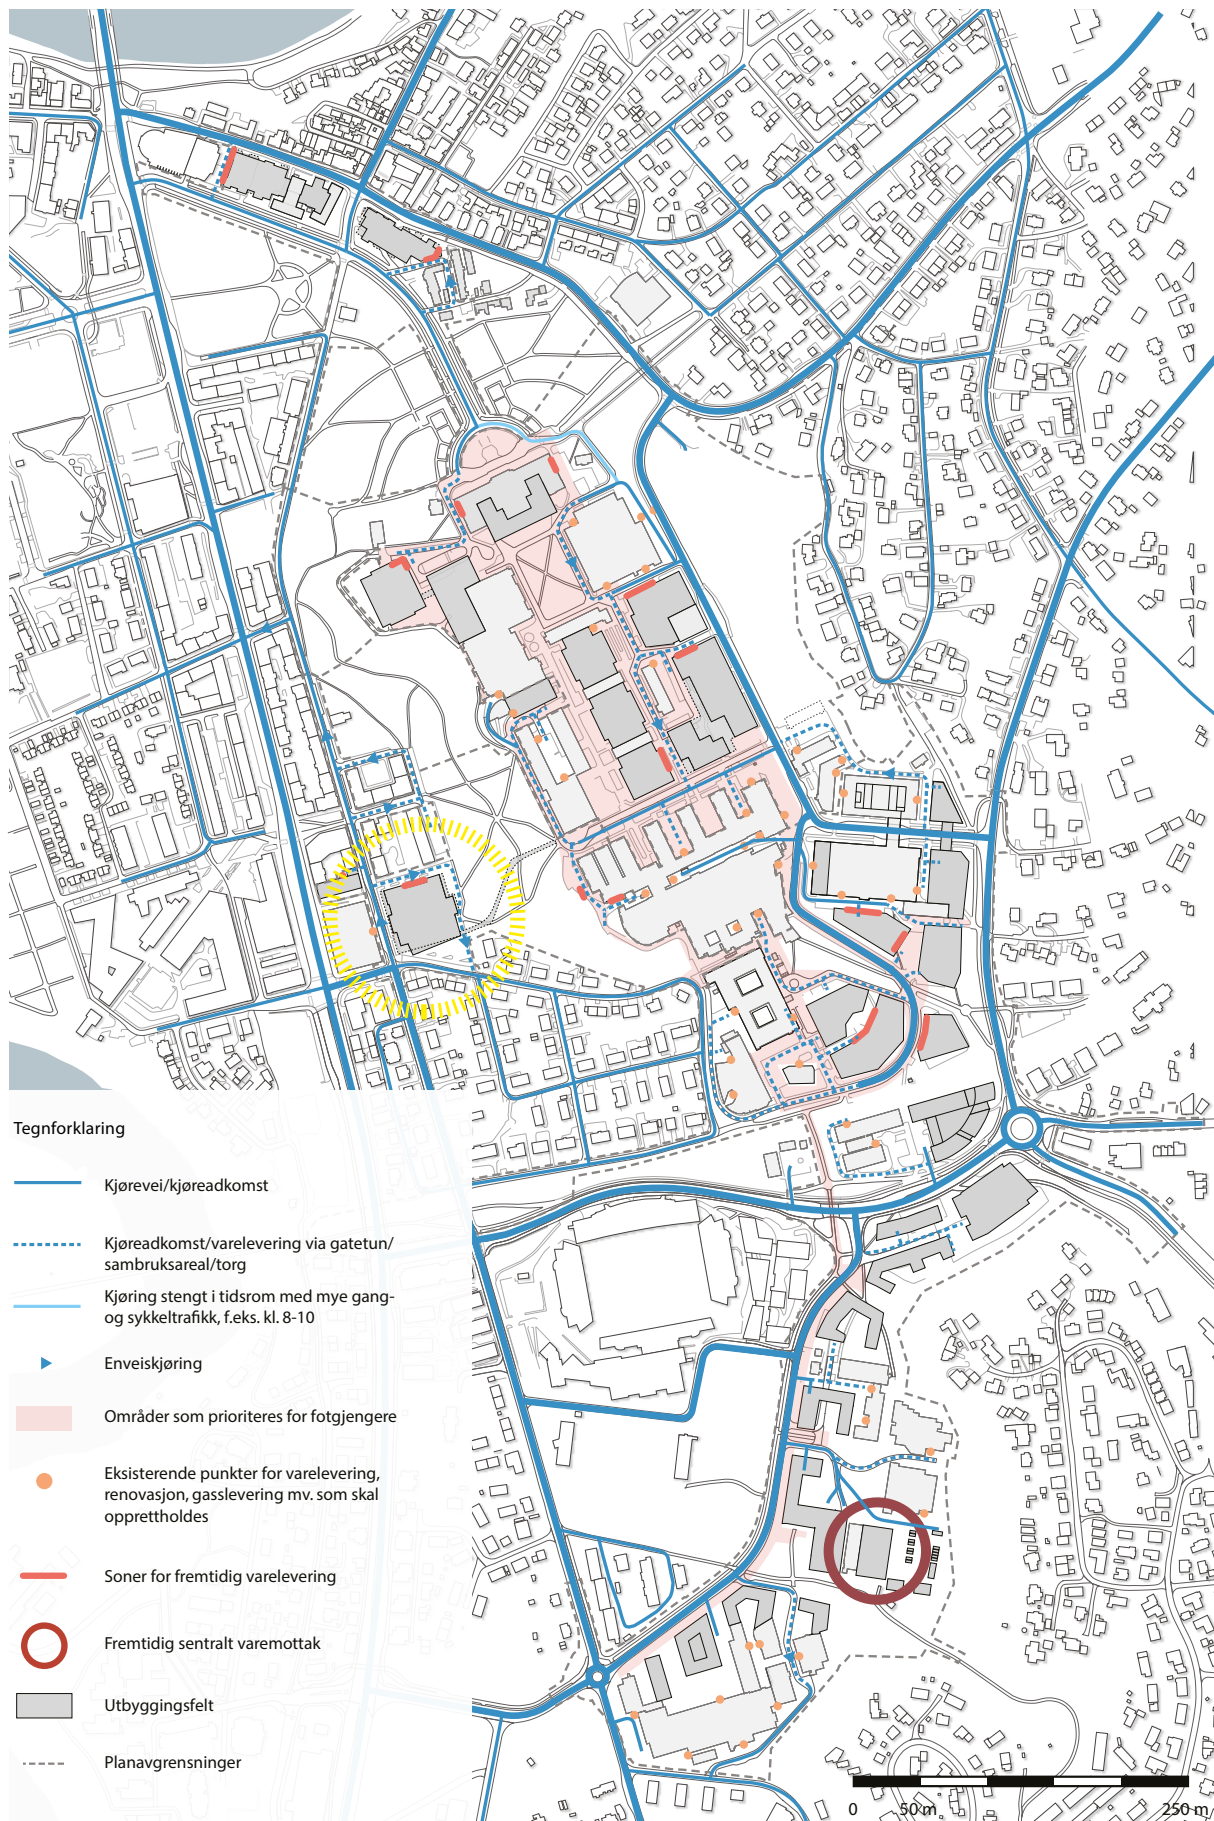 Tegnforklaring
Kjørevei/kjøreadkomst
Kjøreadkomst/varelevering via gatetun/
sambruksareal/torg
Kjøring stengt i tidsrom med mye gang-
og sykkeltrafikk, f.eks. kl. 8-10
Enveiskjøring
Områder som prioriteres for fotgjengere
Eksisterende punkter for varelevering,
renovasjon, gasslevering mv. som skal
opprettholdes
Soner for fremtidig varelevering
Fremtidig sentralt varemottak
Utbyggingsfelt
Planavgrensninger
0 50 m 250 m